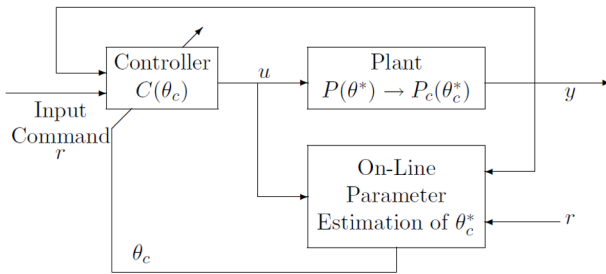 Controller
C(θc)
u
Plant
P(θ*) → Pc(θc*)
y
Input
Command
r
On-Line
Parameter
Estimation of θc*
r
θc